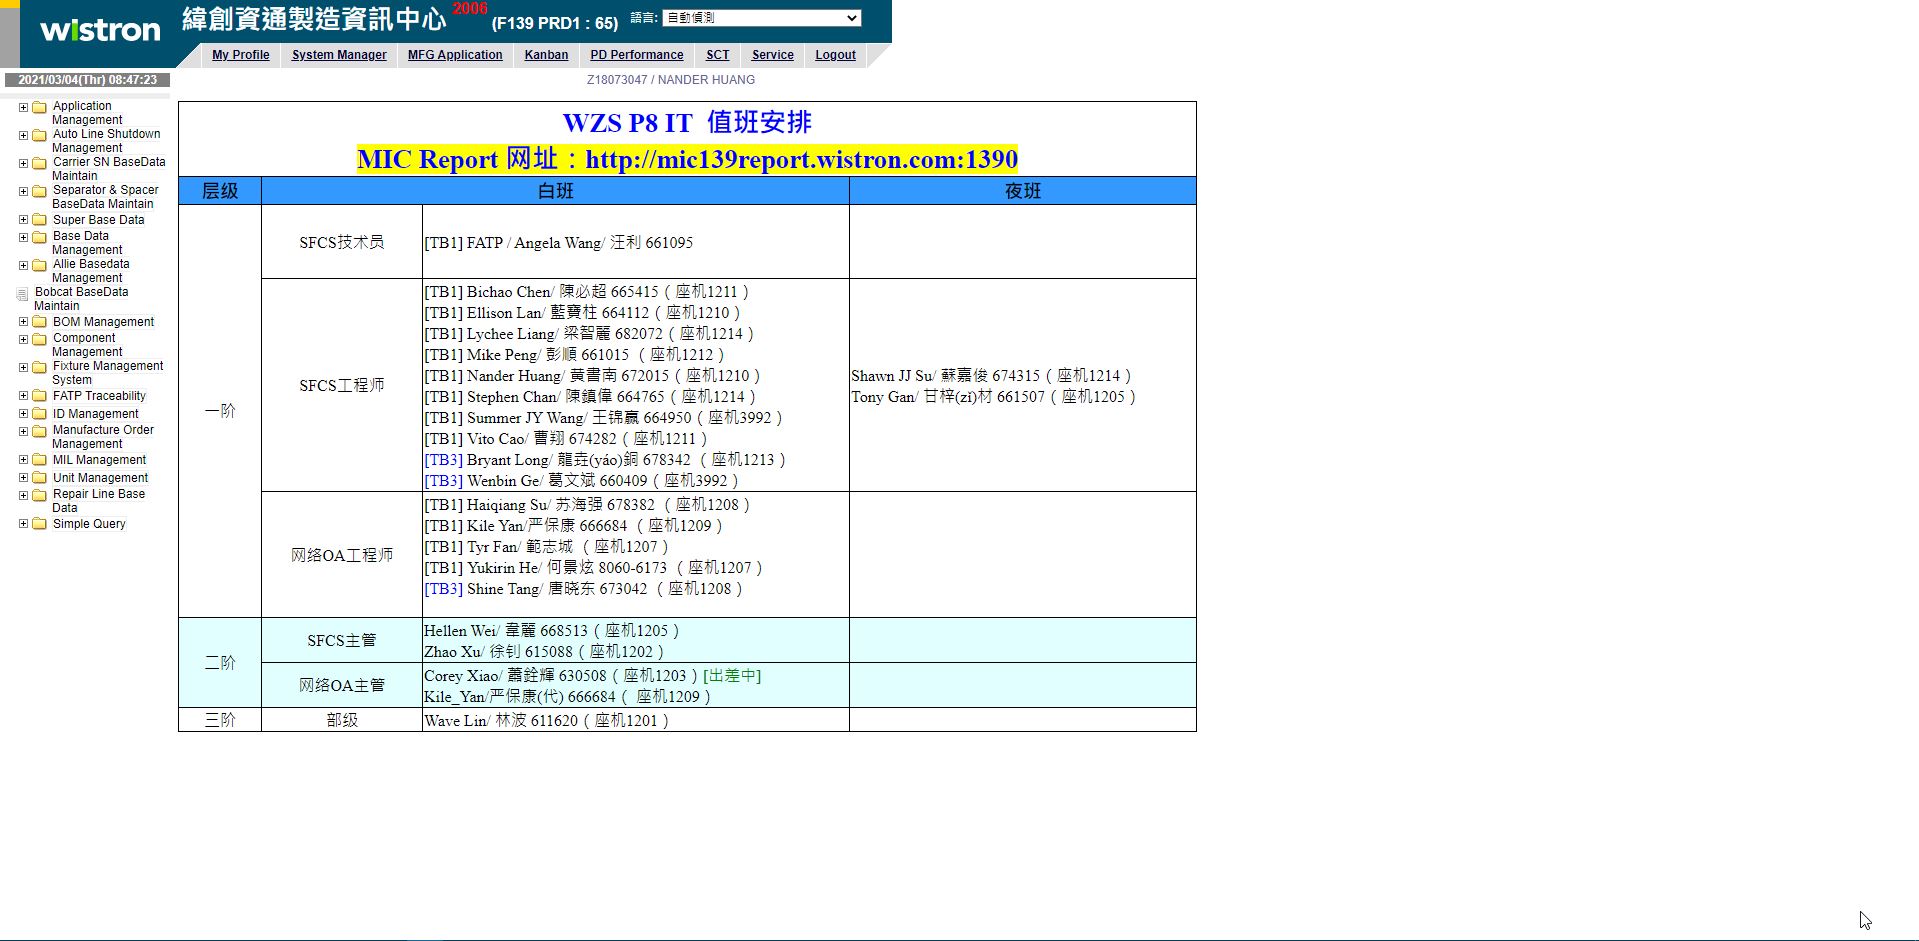 wistron
緯創資通製造資訊中心 2006 (F139 PRD1 : 65) 語言: 自動偵測
My Profile System Manager MFG Application Kanban PD Performance SCT Service Logout
2021/03/04(Thr) 08:47:23
Z18073047 / NANDER HUANG
Application
Management
Auto Line Shutdown
Management
Carrier SN BaseData
Maintain
Separator & Spacer
BaseData Maintain
Super Base Data
Base Data
Management
Allie Basedata
Management
Bobcat BaseData
Maintain
BOM Management
Component
Management
Fixture Management
System
FATP Traceability
ID Management
Manufacture Order
Management
MIL Management
Unit Management
Repair Line Base
Data
Simple Query
WZS P8 IT 值班安排
MIC Report 网址：http://mic139report.wistron.com:1390
层级 白班 夜班
一阶
SFCS技术员
[TB1] FATP / Angela Wang/ 汪利 661095
SFCS工程师
[TB1] Bichao Chen/ 陳必超 665415（座机1211）
[TB1] Ellison Lan/ 藍寶柱 664112（座机1210）
[TB1] Lychee Liang/ 梁智麗 682072（座机1214）
[TB1] Mike Peng/ 彭順 661015 （座机1212）
[TB1] Nander Huang/ 黄書南 672015（座机1210）
[TB1] Stephen Chan/ 陳鎮偉 664765（座机1214）
[TB1] Summer JY Wang/ 王锦赢 664950（座机3992）
[TB1] Vito Cao/ 曹翔 674282（座机1211）
[TB3] Bryant Long/ 龍垚(yáo)銅 678342 （座机1213）
[TB3] Wenbin Ge/ 葛文斌 660409（座机3992）
Shawn JJ Su/ 蘇嘉俊 674315（座机1214）
Tony Gan/ 甘梓(zǐ)材 661507（座机1205）
网络OA工程师
[TB1] Haiqiang Su/ 苏海强 678382 （座机1208）
[TB1] Kile Yan/严保康 666684 （座机1209）
[TB1] Tyr Fan/ 範志城 （座机1207）
[TB1] Yukirin He/ 何景炫 8060-6173 （座机1207）
[TB3] Shine Tang/ 唐晓东 673042 （座机1208）
二阶
SFCS主管
Hellen Wei/ 韋麗 668513（座机1205）
Zhao Xu/ 徐钊 615088（座机1202）
网络OA主管
Corey Xiao/ 蕭銓輝 630508（座机1203）[出差中]
Kile_Yan/严保康(代) 666684（ 座机1209）
三阶 部级 Wave Lin/ 林波 611620（座机1201）